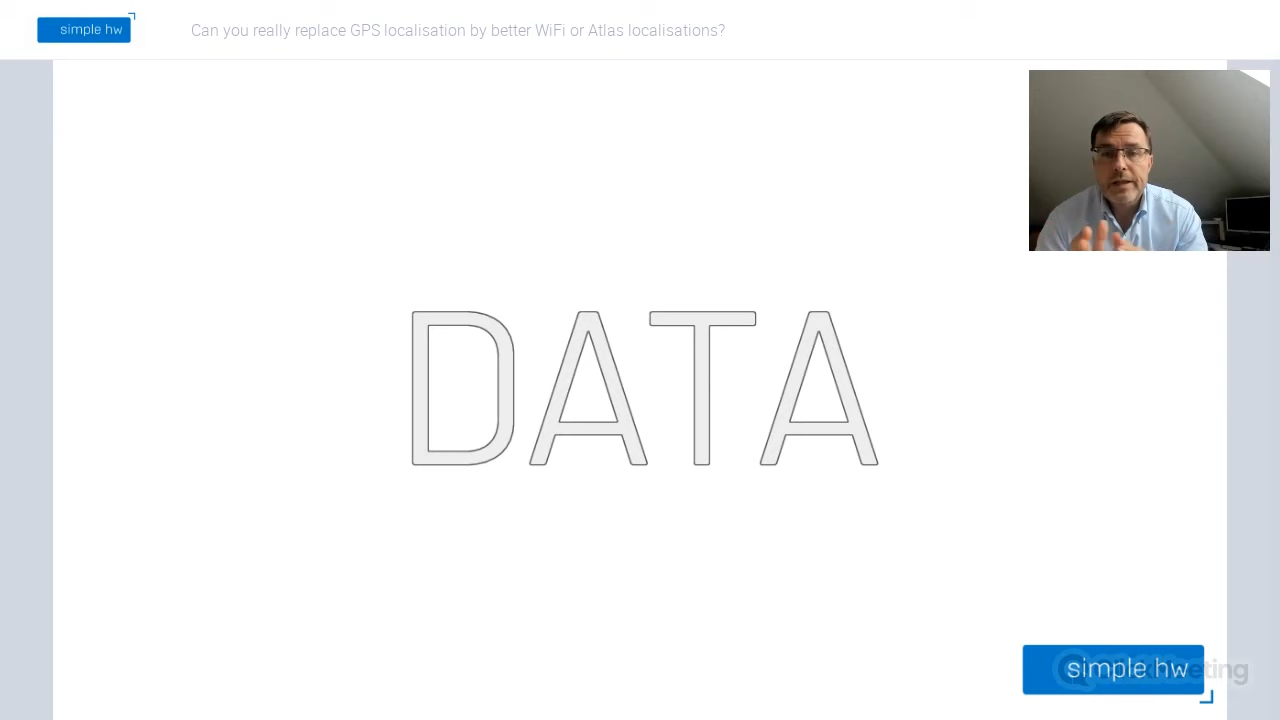 simple hw
Can you really replace GPS localisation by better WiFi or Atlas localisations?
DATA
simple hw